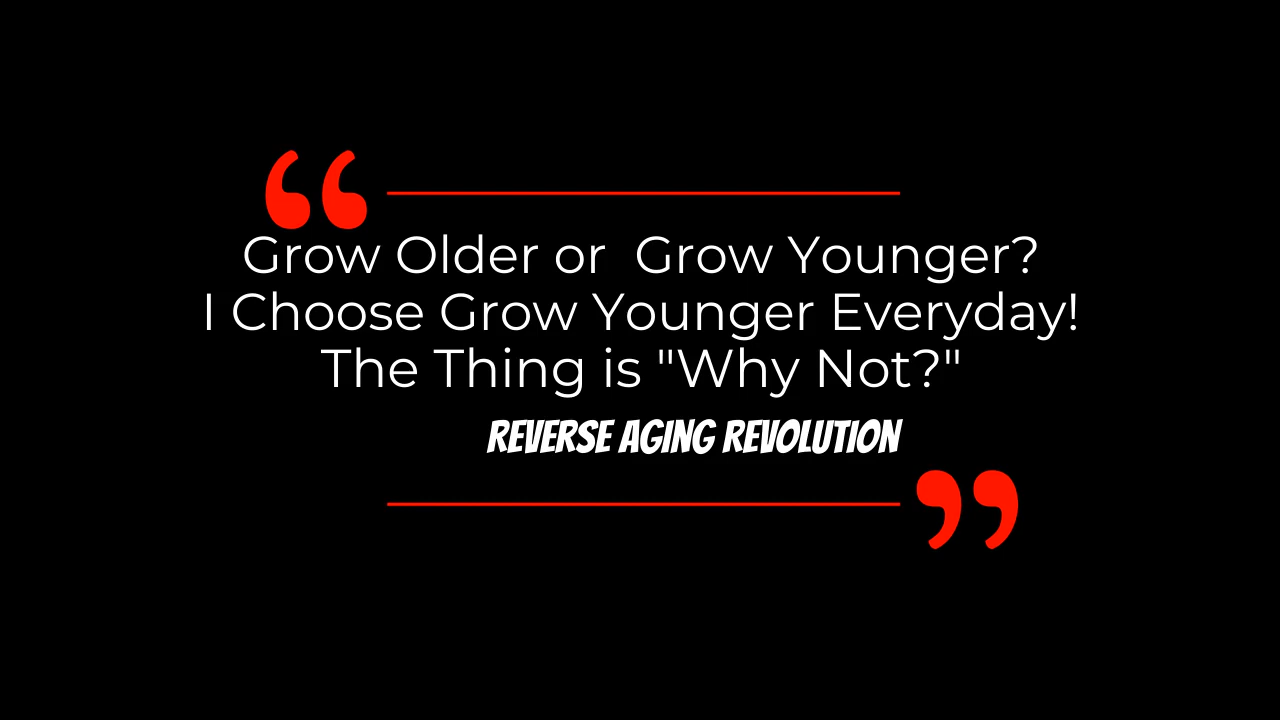 Grow Older or  Grow Younger?
I Choose Grow Younger Everyday!
The Thing is "Why Not?"
REVERSE AGING REVOLUTION